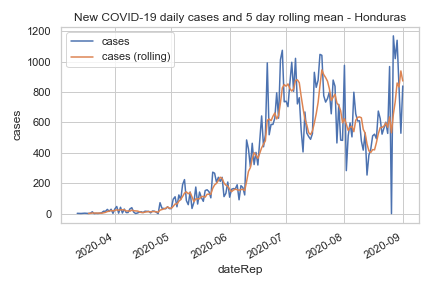 New COVID-19 daily cases and 5 day rolling mean - Honduras
cases
cases (rolling)
1200
1000
800
600
400
200
0
cases
2020-04
2020-05
2020-06
2020-07
2020-08
2020-09
dateRep